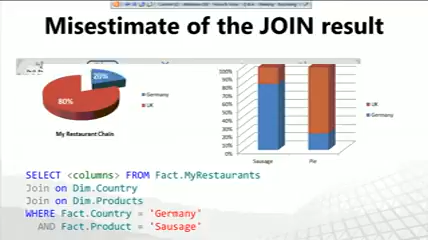 Misestimate of the JOIN result
20%
80%
Germany
UK
My Restaurant Chain
100%
90%
80%
70%
60%
50%
40%
30%
20%
10%
0%
Sausage
Pie
UK
Germany
SELECT <columns> FROM Fact.MyRestaurants
Join on Dim.Country
Join on Dim.Products
WHERE Fact.Country = 'Germany'
AND Fact.Product = 'Sausage'